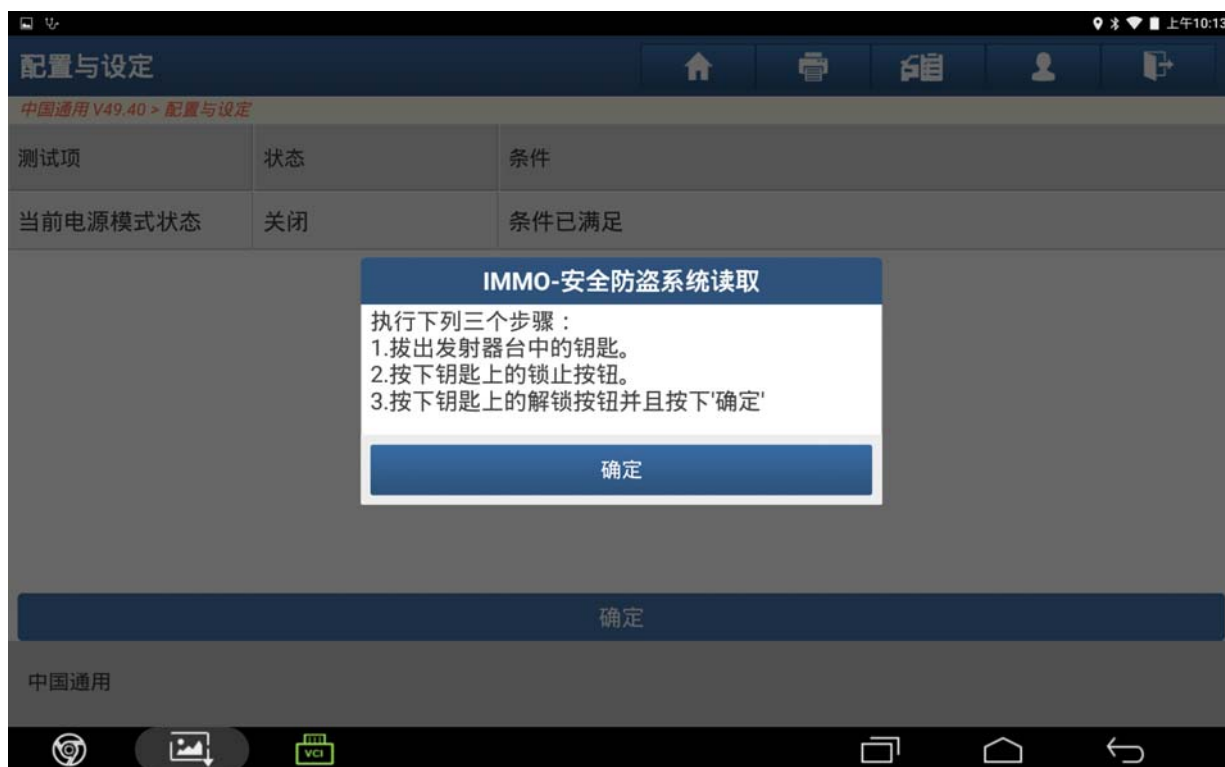 上午10:13
配置与设定
中国通用 V49.40 > 配置与设定
测试项 状态 条件
当前电源模式状态 关闭 条件已满足
IMMO-安全防盗系统读取
执行下列三个步骤：
1.拔出发射器台中的钥匙。
2.按下钥匙上的锁止按钮。
3.按下钥匙上的解锁按钮并且按下'确定'
确定
确定
中国通用
VCI